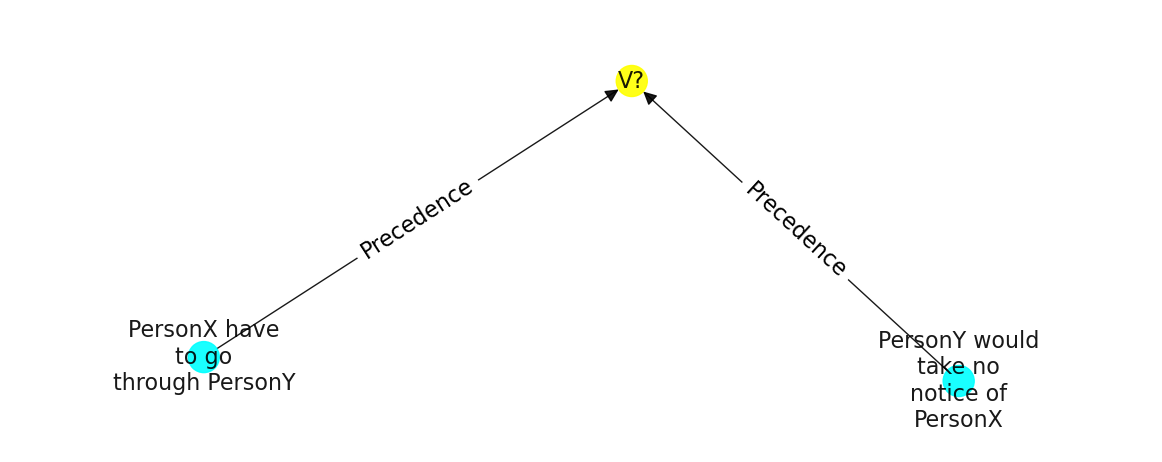 V?
Precedence
Precedence
PersonX have
to go
through PersonY
PersonY would
take no
notice of
PersonX